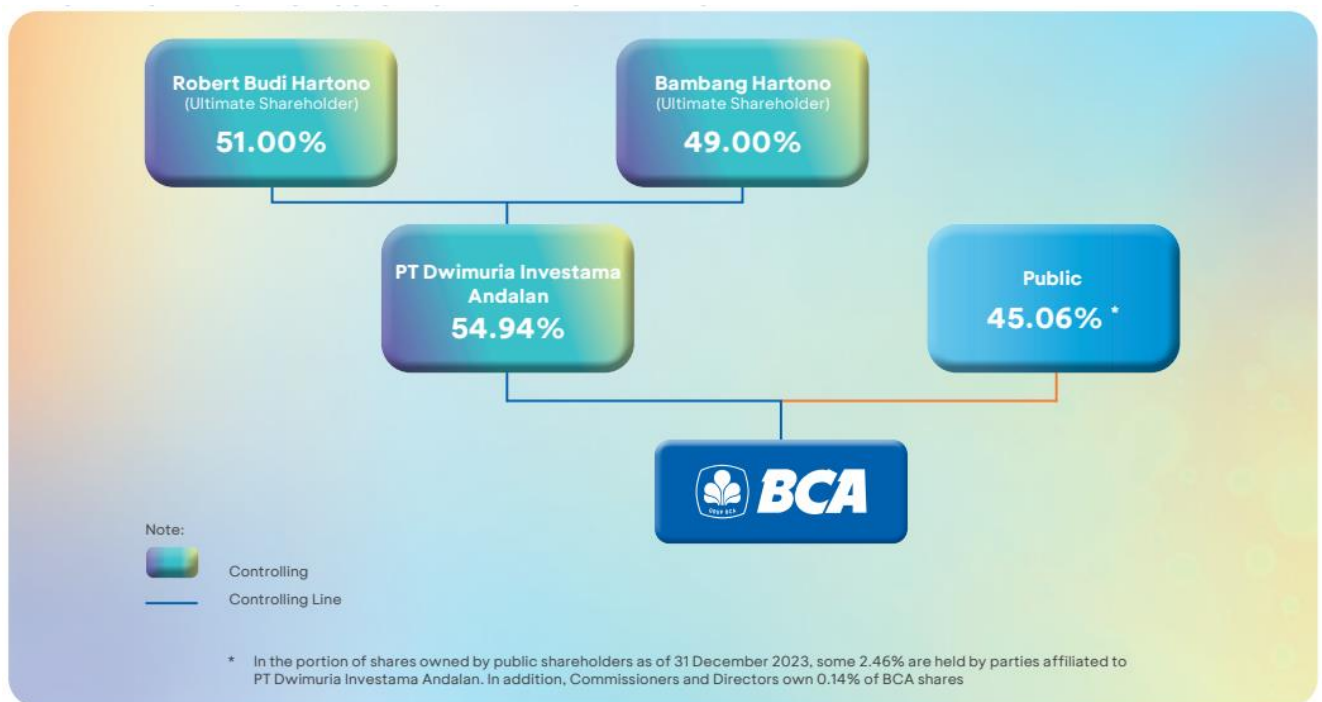 Robert Budi Hartono
(Ultimate Shareholder)
51.00%
Bambang Hartono
(Ultimate Shareholder)
49.00%
PT Dwimuria Investama
Andalan
54.94%
Public
45.06% *
BCA
Note:
Controlling
Controlling Line
* In the portion of shares owned by public shareholders as of 31 December 2023, some 2.46% are held by parties affiliated to
PT Dwimuria Investama Andalan. In addition, Commissioners and Directors own 0.14% of BCA shares